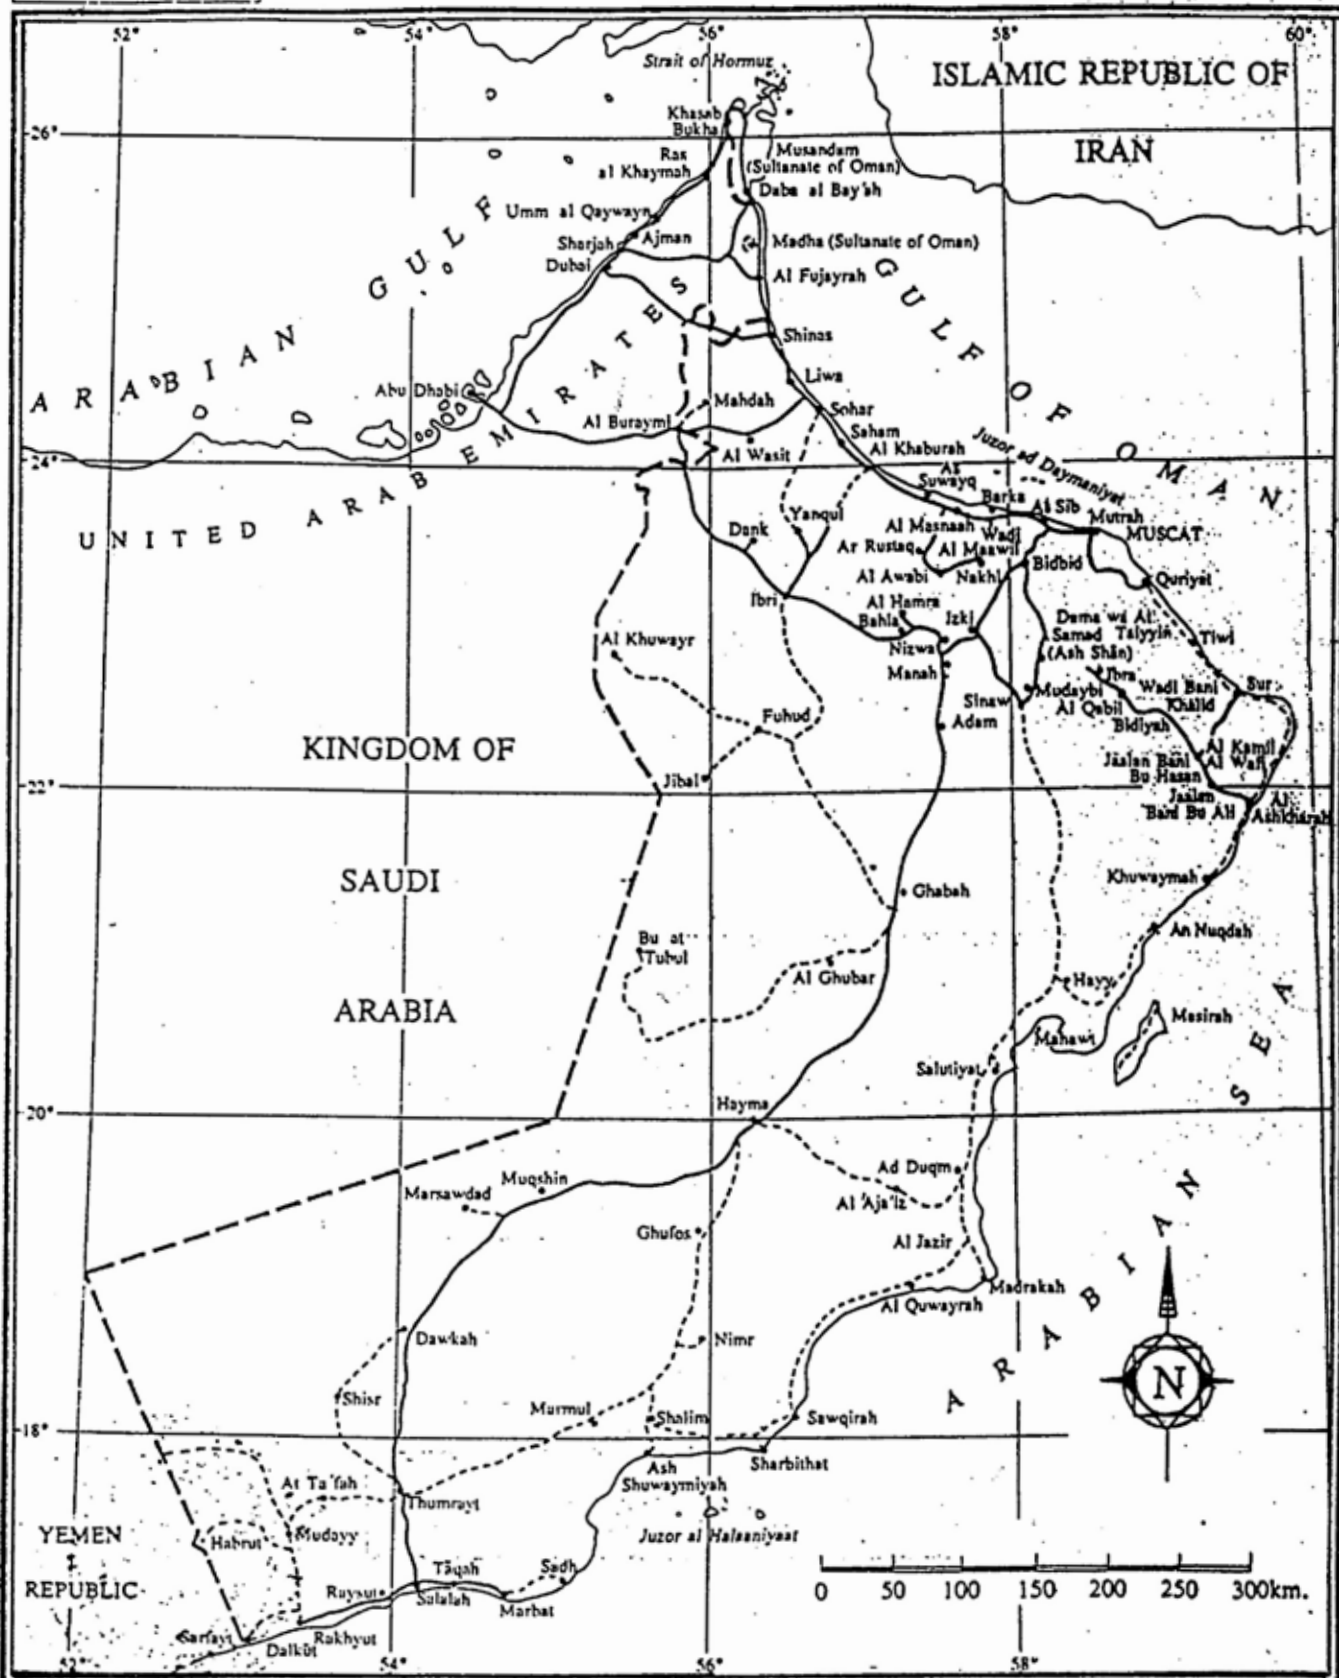 52°
54°
56°
58°
60°
Strait of Hormuz
ISLAMIC REPUBLIC OF
IRAN
Khasab
Bukha
26°
Ras
al Khaymah
Musandam
(Sultanate of Oman)
Daba al Bay'ah
Umm al Qaywayn
Ajman
Sharjah
Dubai
Madha (Sultanate of Oman)
Al Fujayrah
ARABIAN GULF
GULF OF OMAN
Shinas
Liwa
Abu Dhabi
Mahdah
Sohar
Al Buraymi
Saham
Al Wasit
Al Khaburah
24°
UNITED ARAB EMIRATES
As
Suwayq
Juzor ad Daymaniyat
Barka
As Sib
Mutrah
MUSCAT
Dank
Yanqul
Al Masnaah
Wadi
Al Maawil
Ar Rustaq
Al Awabi
Nakhl
Bidbid
Quriyat
Ibri
Al Hamra
Bahla
Izki
Nizwa
Manah
Dama wa Al
Taiyyin
Samad
(Ash Shan)
Tiwi
Al Khuwayr
Ibra
Sinaw
Mudaybi
Al Qabil
Bidiyah
Wadi Bani
Khalid
Sur
Adam
Fuhud
KINGDOM OF
Jibal
Al Kamil
Al Wafi
Jaalan Bani
Bu Hasan
Jaalan
Bani Bu Ali
Al
Ashkharah
22°
SAUDI
Khuwaymah
Ghabah
An Nuqdah
Bu at
Tubul
Al Ghubar
Hayy
ARABIA
Masirah
Mahawi
Salutiyat
ARABIAN SEA
20°
Hayma
Ad Duqm
Muqshin
Marsawdad
Al 'Aja'iz
Ghufos
Al Jazir
Madrakah
Al Quwayrah
Dawkah
Nimr
N
Shisr
Marmul
Shalim
Sawqirah
18°
Sharbithat
Ash
Shuwaymiyah
At Ta'fah
Thumrayt
Juzor al Halaaniyaat
YEMEN
REPUBLIC
Habrut
Mudayy
Taqah
Sadh
Raysut
Salalah
Marbat
Sarfayt
Dalkut
Rakhyut
0 50 100 150 200 250 300km.
52°
54°
56°
58°